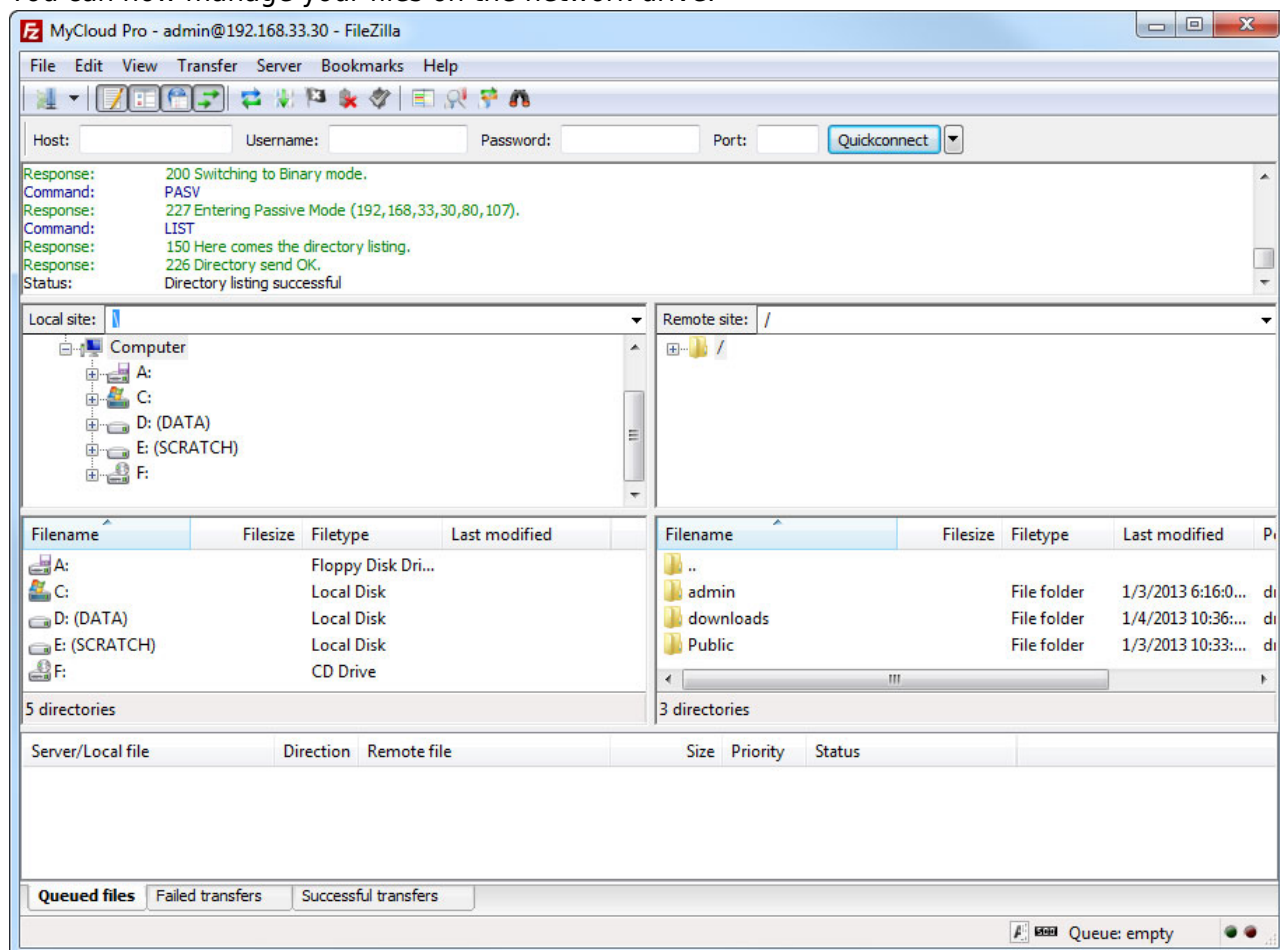 You can now manage your files on the network drive.
MyCloud Pro - admin@192.168.33.30 - FileZilla
File Edit View Transfer Server Bookmarks Help
Host: Username: Password: Port: Quickconnect
Response: 200 Switching to Binary mode.
Command: PASV
Response: 227 Entering Passive Mode (192,168,33,30,80,107).
Command: LIST
Response: 150 Here comes the directory listing.
Response: 226 Directory send OK.
Status: Directory listing successful
Local site: \
Computer
A:
C:
D: (DATA)
E: (SCRATCH)
F:
Remote site: /
/
Filename Filesize Filetype Last modified
A: Floppy Disk Dri...
C: Local Disk
D: (DATA) Local Disk
E: (SCRATCH) Local Disk
F: CD Drive
5 directories
Filename Filesize Filetype Last modified
..
admin File folder 1/3/2013 6:16:0...
downloads File folder 1/4/2013 10:36:...
Public File folder 1/3/2013 10:33:...
3 directories
Server/Local file Direction Remote file Size Priority Status
Queued files Failed transfers Successful transfers
Queue: empty